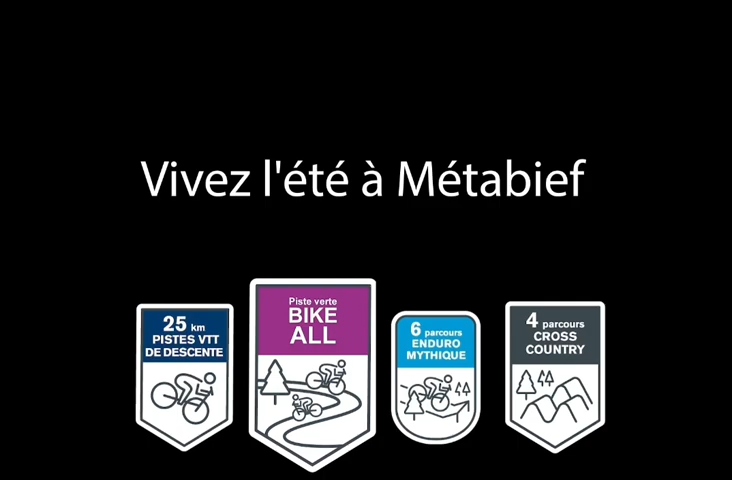 Vivez l'été à Métabief
25 km
PISTES VTT
DE DESCENTE
Piste verte
BIKE
ALL
6 parcours
ENDURO
MYTHIQUE
4 parcours
CROSS
COUNTRY